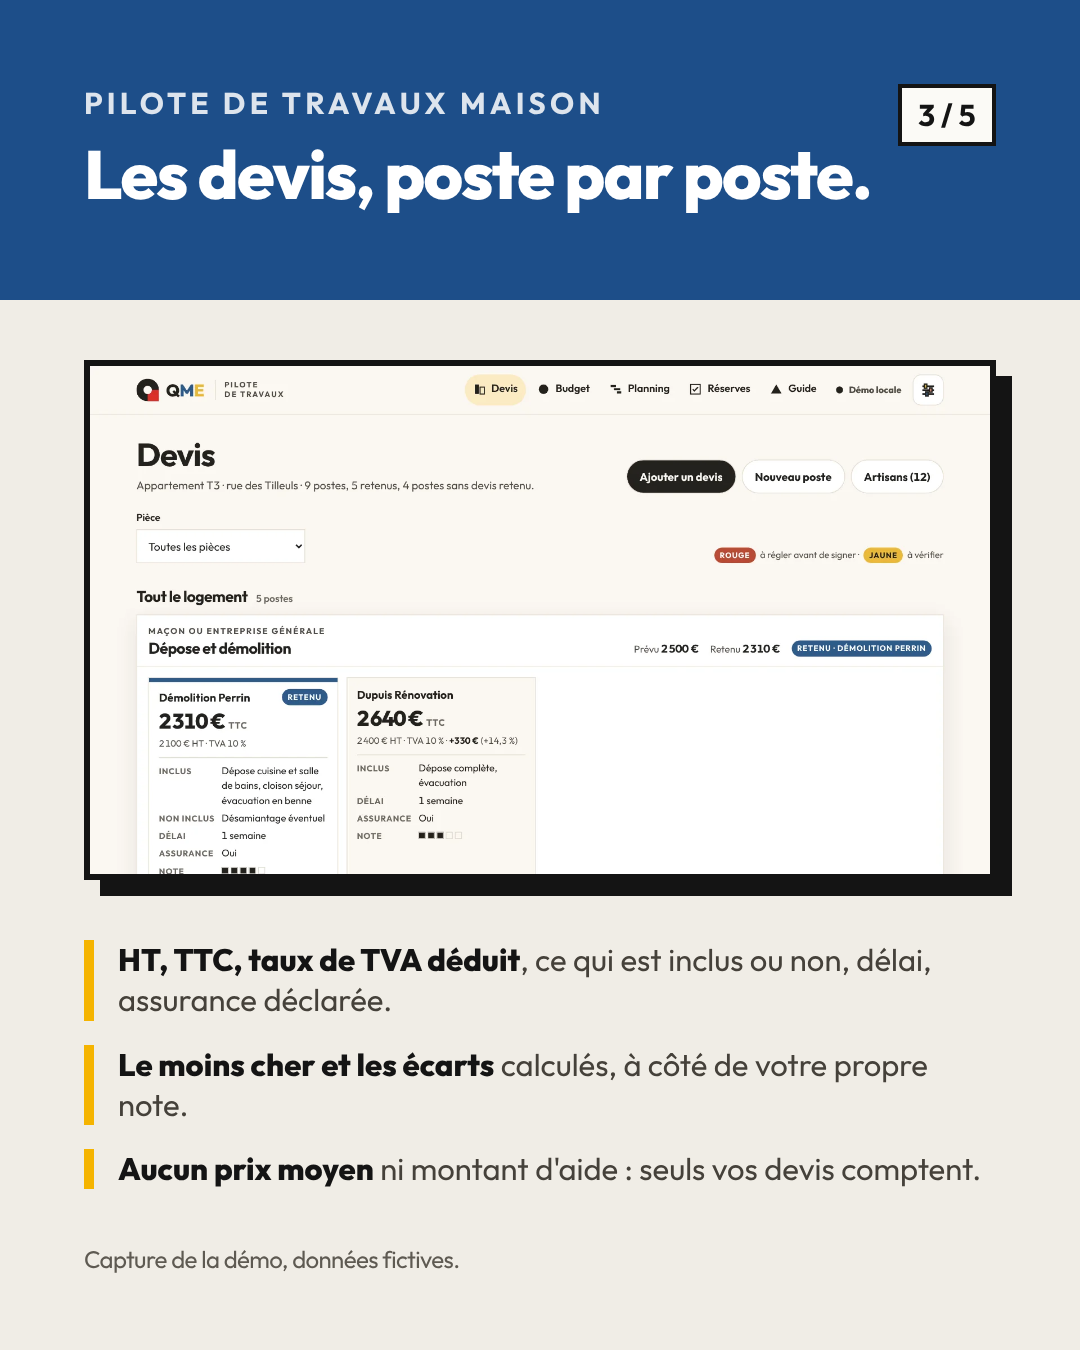 PILOTE DE TRAVAUX MAISON
3 / 5
Les devis, poste par poste.
QME
PILOTE
DE TRAVAUX
Devis
Budget
Planning
Réserves
Guide
Démo locale
Devis
Appartement T3 · rue des Tilleuls · 9 postes, 5 retenus, 4 postes sans devis retenu.
Ajouter un devis
Nouveau poste
Artisans (12)
Pièce
Toutes les pièces
ROUGE à régler avant de signer · JAUNE à vérifier
Tout le logement 5 postes
MAÇON OU ENTREPRISE GÉNÉRALE
Dépose et démolition
Prévu 2 500 € Retenu 2 310 € RETENU · DÉMOLITION PERRIN
Démolition Perrin RETENU
2 310 € TTC
2 100 € HT · TVA 10 %
INCLUS Dépose cuisine et salle
de bains, cloison séjour,
évacuation en benne
NON INCLUS Désamiantage éventuel
DÉLAI 1 semaine
ASSURANCE Oui
NOTE
Dupuis Rénovation
2 640 € TTC
2 400 € HT · TVA 10 % · +330 € (+14,3 %)
INCLUS Dépose complète,
évacuation
DÉLAI 1 semaine
ASSURANCE Oui
NOTE
HT, TTC, taux de TVA déduit, ce qui est inclus ou non, délai,
assurance déclarée.
Le moins cher et les écarts calculés, à côté de votre propre
note.
Aucun prix moyen ni montant d'aide : seuls vos devis comptent.
Capture de la démo, données fictives.